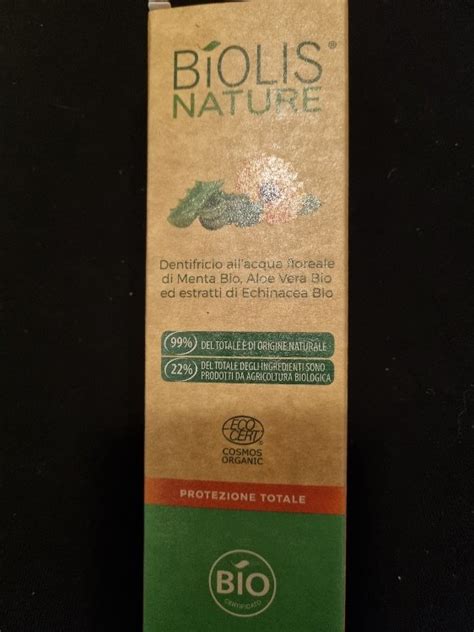 BIOLIS®
NATURE
Dentifricio all'acqua floreale
di Menta Bio, Aloe Vera Bio
ed estratti di Echinacea Bio
99% DEL TOTALE È DI ORIGINE NATURALE
22% DEL TOTALE DEGLI INGREDIENTI SONO
PRODOTTI DA AGRICOLTURA BIOLOGICA
ECO
CERT
COSMOS
ORGANIC
PROTEZIONE TOTALE
BIO
CERTIFICATO